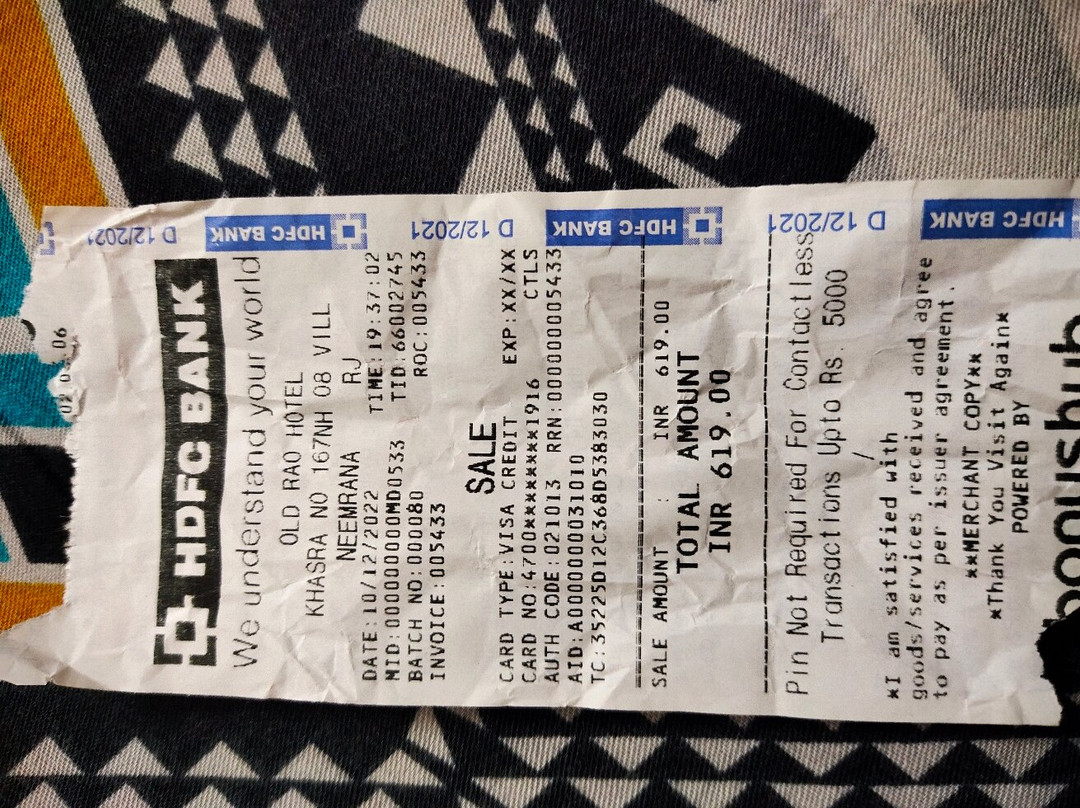 HDFC BANK
We understand your world
OLD RAO HOTEL
KHASRA NO 167NH 08 VILL
NEEMRANA RJ
DATE:10/12/2022 TIME:19:37:02
MID:000000000MD0533 TID:66002745
BATCH NO:000080 ROC:005433
INVOICE:005433
SALE
CARD TYPE:VISA CREDIT EXP:XX/XX
CARD NO:4700********1916 CTLS
AUTH CODE:021013 RRN:000000005433
AID:A0000000031010
TC:35225D12C368D5383030
SALE AMOUNT : INR 619.00
TOTAL AMOUNT
INR 619.00
Pin Not Required For Contactless
Transactions Upto Rs. 5000
*I am satisfied with
goods/services received and agree
to pay as per issuer agreement.
**MERCHANT COPY**
*Thank You Visit Again*
POWERED BY
bonushub
D 12/2021
HDFC BANK
D 12/2021
HDFC BANK
D 12/2021
HDFC BANK